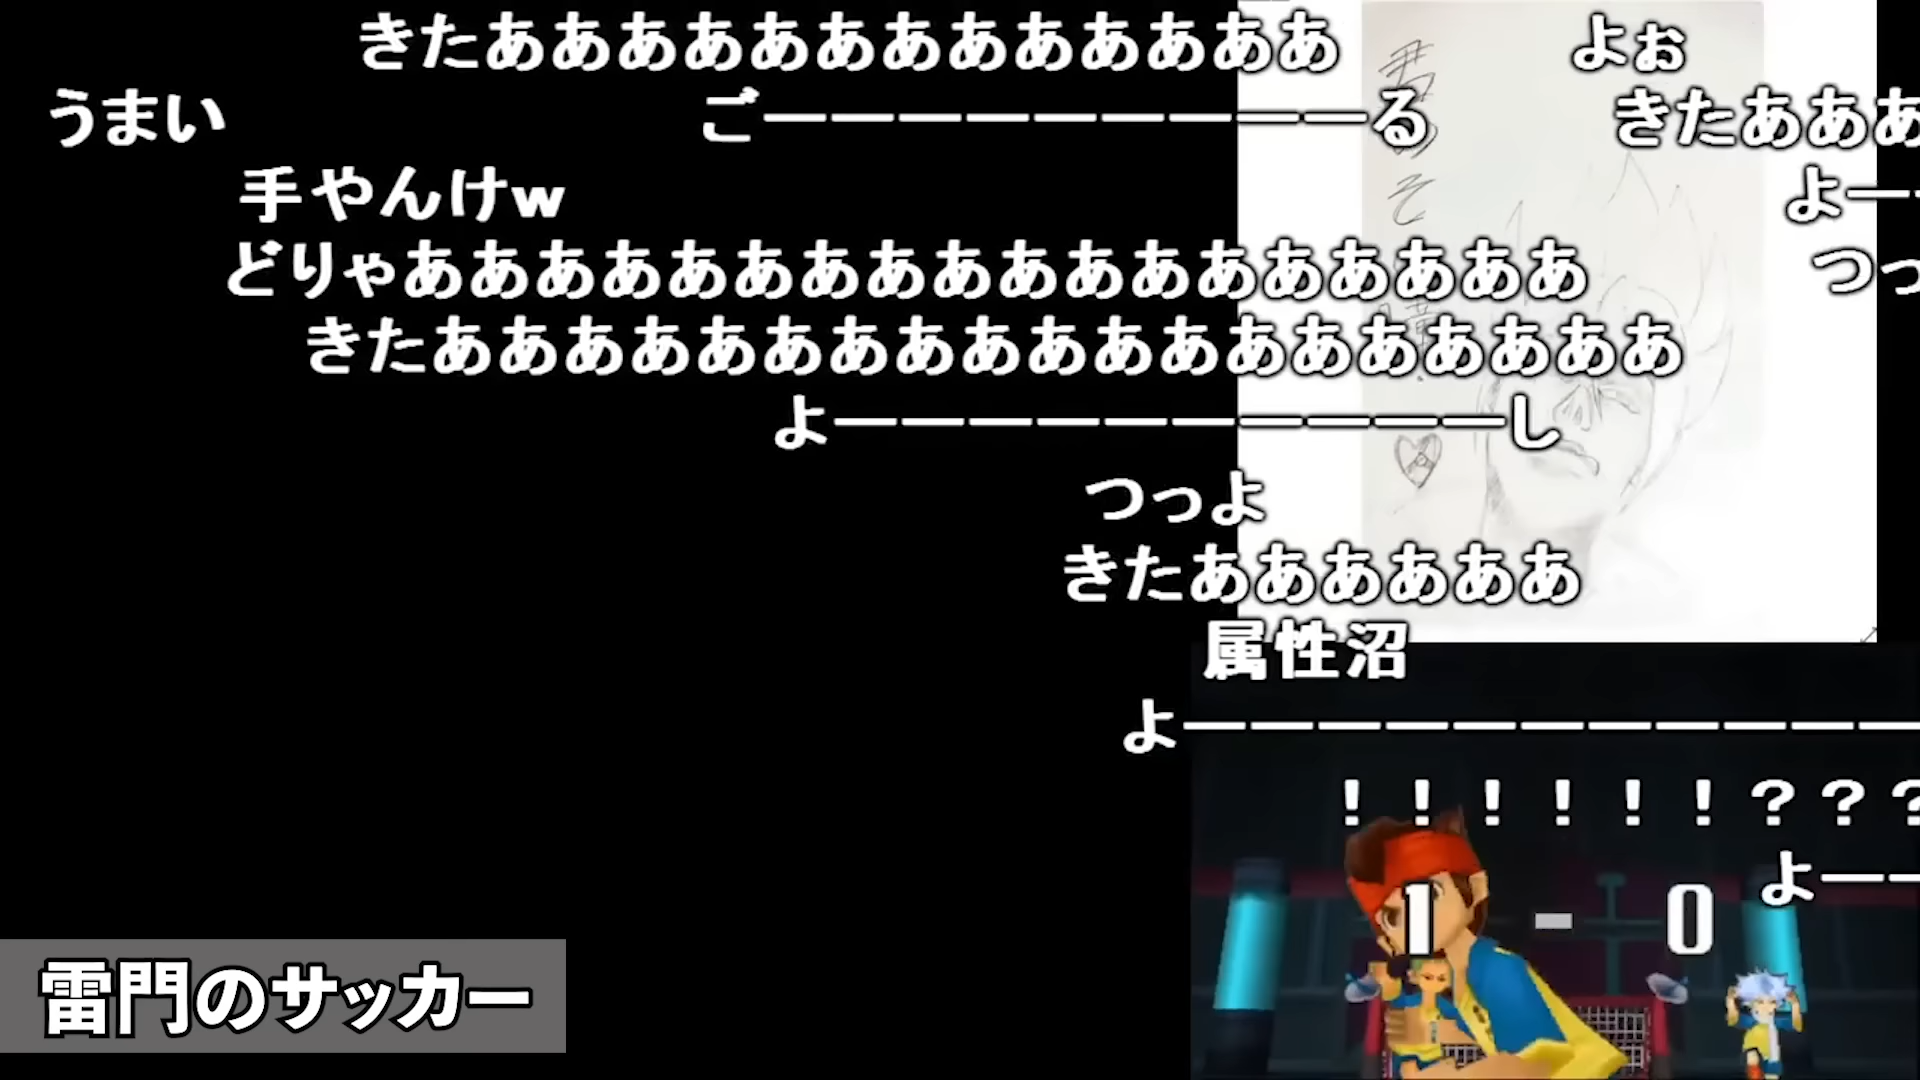 きたあああああああああああああ
よぉ
うまい
ご――――――――――る
きたあああ
手やんけw
よー
どりゃああああああああああああああああああ
つっ
きたあああああああああああああああああああ
よ――――――――――し
つっよ
きたああああああ
属性沼
よ―――――――――――
！！！！！！？？？
よーー
1 - 0
雷門のサッカー